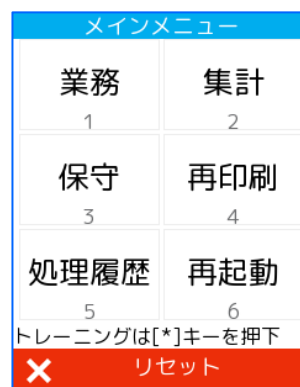 メインメニュー
業務 集計
1 2
保守 再印刷
3 4
処理履歴 再起動
5 6
トレーニングは[*]キーを押下
リセット